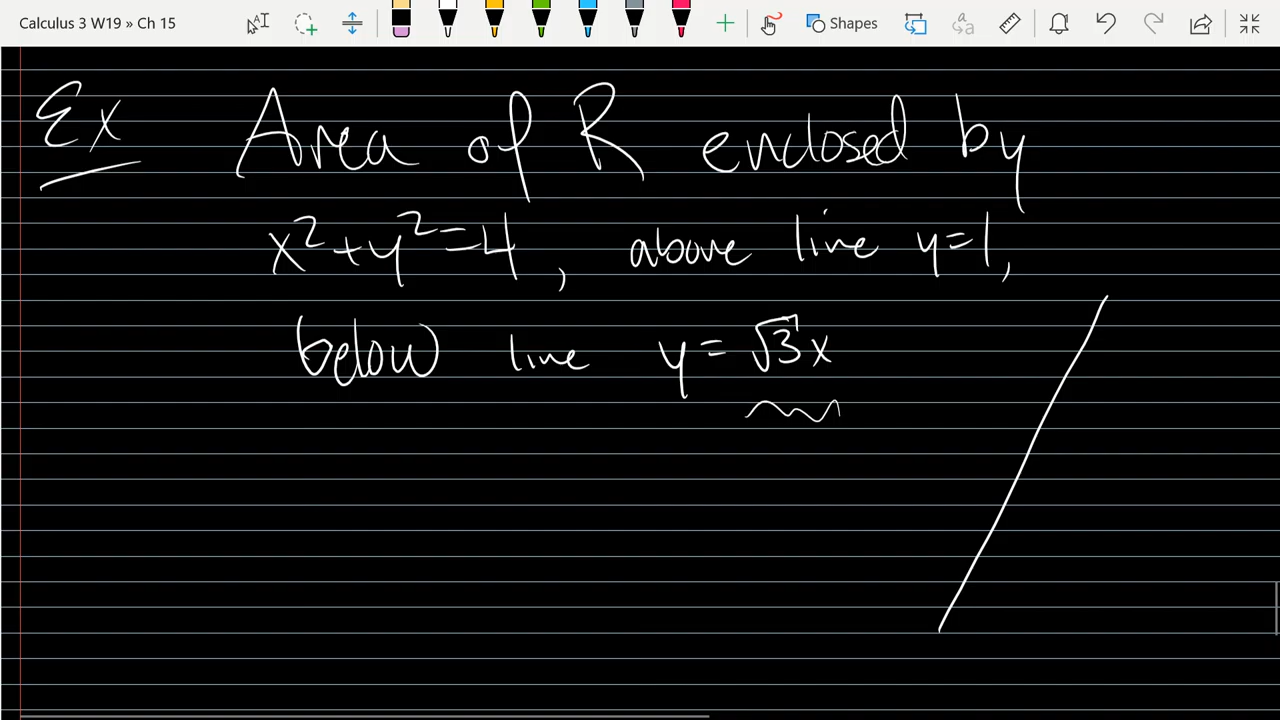 Calculus 3 W19 » Ch 15
Shapes
Ex Area of R enclosed by
x²+y²=4, above line y=1,
below line y=√3x